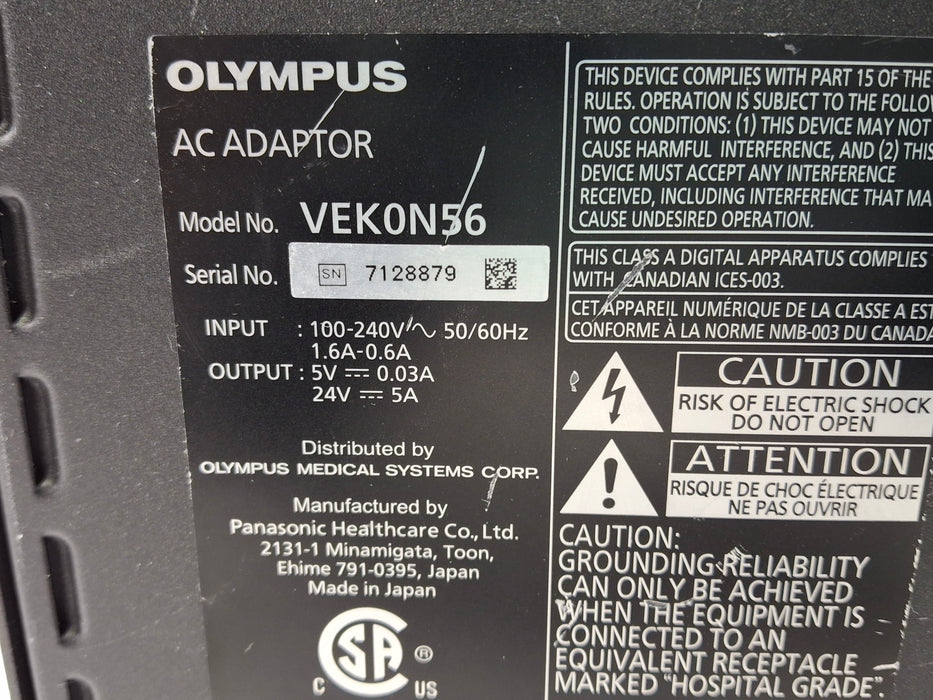 OLYMPUS
AC ADAPTOR
Model No. VEK0N56
Serial No. SN 7128879
INPUT : 100-240V∿ 50/60Hz
1.6A-0.6A
OUTPUT : 5V ⎓ 0.03A
24V ⎓ 5A
Distributed by
OLYMPUS MEDICAL SYSTEMS CORP.
Manufactured by
Panasonic Healthcare Co., Ltd.
2131-1 Minamigata, Toon,
Ehime 791-0395, Japan
Made in Japan
C SA ® US
THIS DEVICE COMPLIES WITH PART 15 OF THE
RULES. OPERATION IS SUBJECT TO THE FOLLO
TWO CONDITIONS: (1) THIS DEVICE MAY NOT
CAUSE HARMFUL INTERFERENCE, AND (2) THIS
DEVICE MUST ACCEPT ANY INTERFERENCE
RECEIVED, INCLUDING INTERFERENCE THAT MA
CAUSE UNDESIRED OPERATION.
THIS CLASS A DIGITAL APPARATUS COMPLIES
WITH CANADIAN ICES-003.
CET APPAREIL NUMÉRIQUE DE LA CLASSE A EST
CONFORME À LA NORME NMB-003 DU CANADA
CAUTION
RISK OF ELECTRIC SHOCK
DO NOT OPEN
ATTENTION
RISQUE DE CHOC ÉLECTRIQUE
NE PAS OUVRIR
CAUTION:
GROUNDING RELIABILITY
CAN ONLY BE ACHIEVED
WHEN THE EQUIPMENT IS
CONNECTED TO AN
EQUIVALENT RECEPTACLE
MARKED "HOSPITAL GRADE"